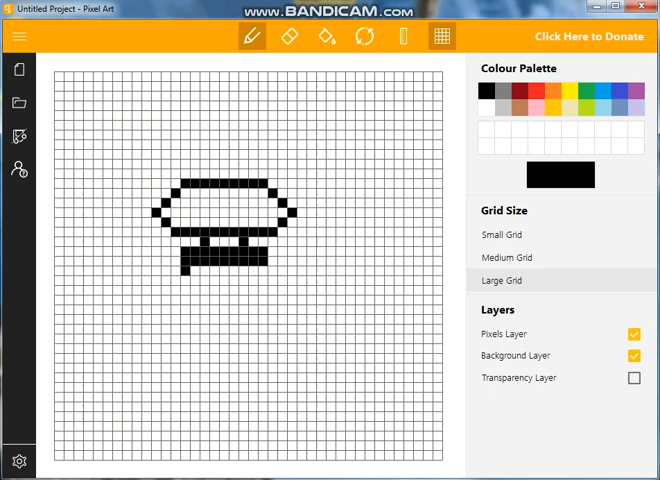 Untitled Project - Pixel Art
www.BANDICAM.com
Click Here to Donate
Colour Palette
Grid Size
Small Grid
Medium Grid
Large Grid
Layers
Pixels Layer
Background Layer
Transparency Layer